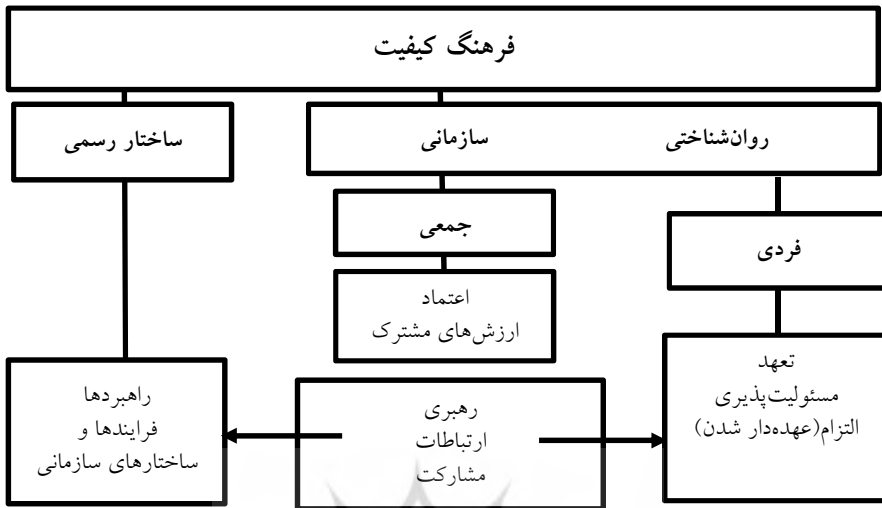 فرهنگ کیفیت
روان‌شناختی
سازمانی
ساختار رسمی
جمعی
فردی
اعتماد
ارزش‌های مشترک
تعهد
مسئولیت‌پذیری
التزام(عهده‌دار شدن)
رهبری
ارتباطات
مشارکت
راهبردها
فرایندها و
ساختارهای سازمانی